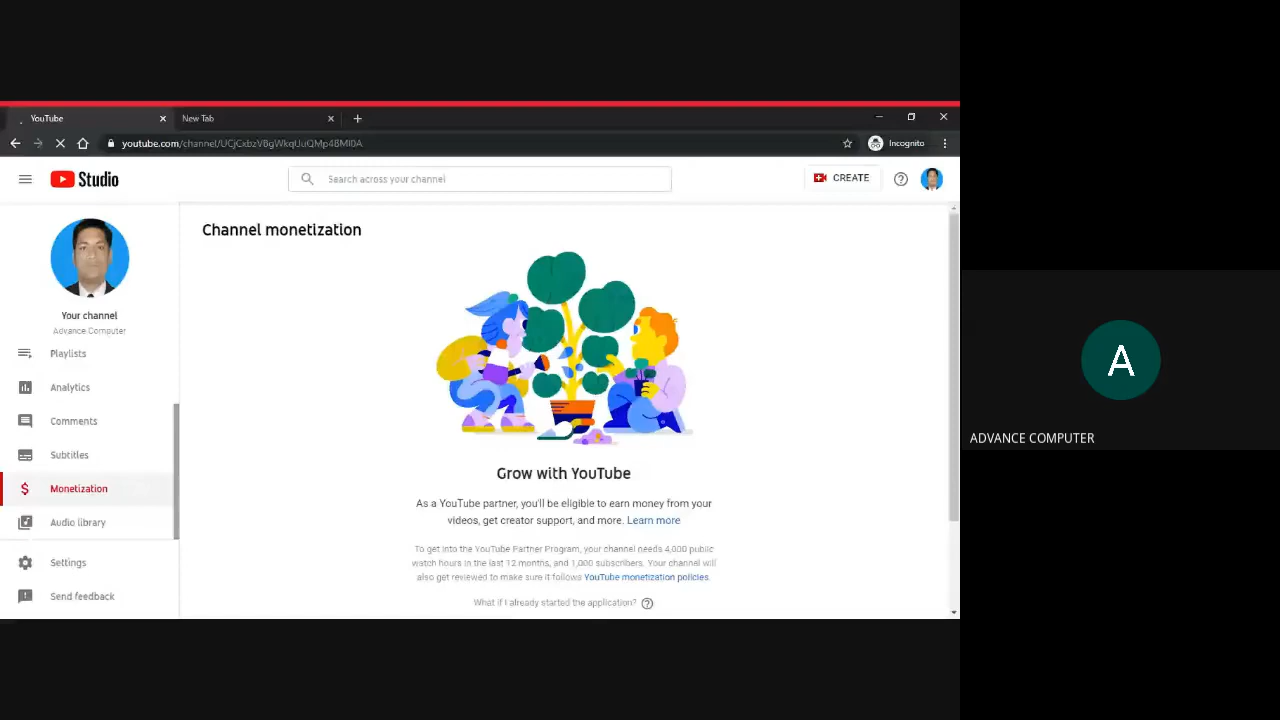 YouTube
New Tab
youtube.com/channel/UCjCxbzVBgWkqUuQMp48MI0A
Incognito
Studio
Search across your channel
CREATE
Your channel
Advance Computer
Playlists
Analytics
Comments
Subtitles
$ Monetization
Audio library
Settings
Send feedback
Channel monetization
Grow with YouTube
As a YouTube partner, you'll be eligible to earn money from your
videos, get creator support, and more. Learn more
To get into the YouTube Partner Program, your channel needs 4,000 public
watch hours in the last 12 months, and 1,000 subscribers. Your channel will
also get reviewed to make sure it follows YouTube monetization policies.
What if I already started the application?
A
ADVANCE COMPUTER